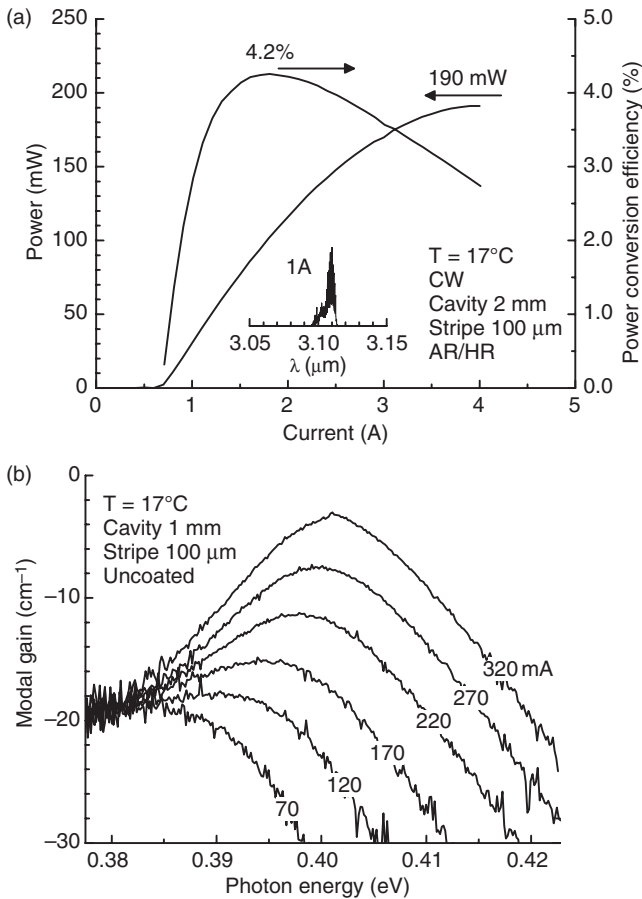 (a)
250
200
150
100
50
0
Power (mW)
5.0
4.0
3.0
2.0
1.0
0.0
Power conversion efficiency (%)
4.2%
190 mW
1A
3.05 3.10 3.15
λ (μm)
T = 17°C
CW
Cavity 2 mm
Stripe 100 μm
AR/HR
0 1 2 3 4 5
Current (A)
(b)
0
−10
−20
−30
Modal gain (cm−1)
T = 17°C
Cavity 1 mm
Stripe 100 μm
Uncoated
320 mA
270
220
170
120
70
0.38 0.39 0.40 0.41 0.42
Photon energy (eV)